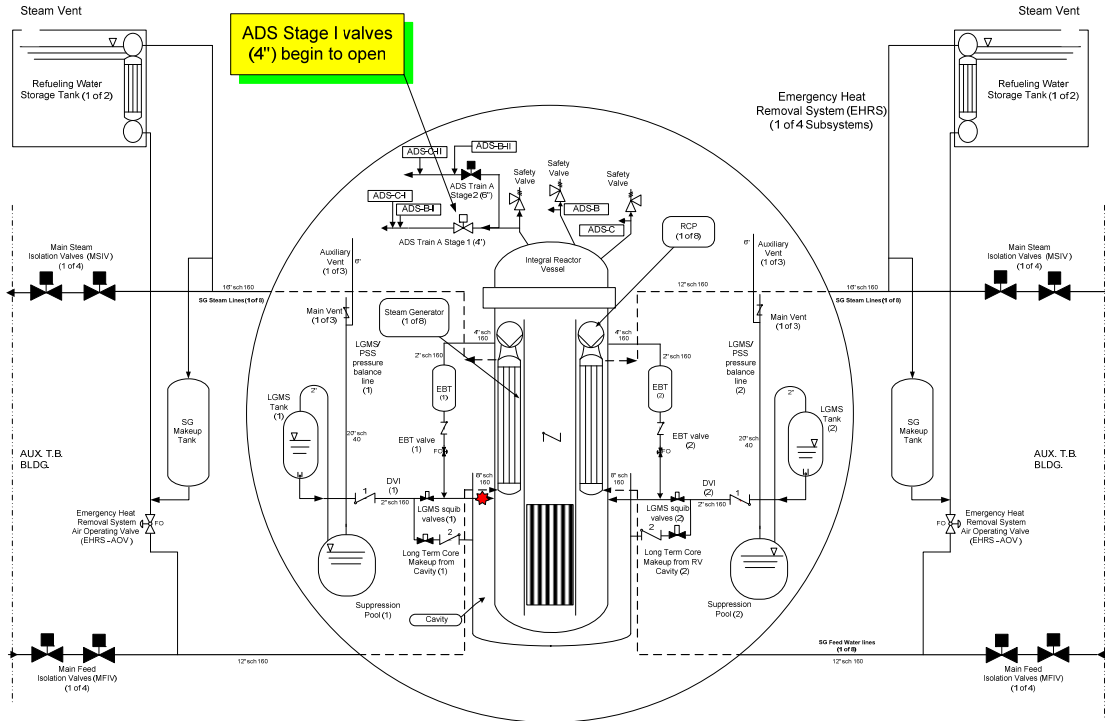 Steam Vent
Refueling Water
Storage Tank (1 of 2)
ADS Stage I valves
(4") begin to open
Steam Vent
Refueling Water
Storage Tank (1 of 2)
Emergency Heat
Removal System (EHRS)
(1 of 4 Subsystems)
ADS-C-II
ADS-B-II
ADS Train A
Stage 2 (6")
ADS-C-I
ADS-B-I
ADS Train A Stage 1 (4")
Safety
Valve
Safety
Valve
Safety
Valve
ADS-B
ADS-C
RCP
(1 of 8)
Integral Reactor
Vessel
Auxiliary
Vent
(1 of 3)
6"
6"
Auxiliary
Vent
(1 of 3)
Main Steam
Isolation Valves (MSIV)
(1 of 4)
16"sch 160
SG Steam Lines(1 of 8)
Main Vent
(1 of 3)
Steam Generator
(1 of 8)
4"sch
160
4"sch
160
12"sch 160
16"sch 160
SG Steam Lines(1 of 8)
Main Steam
Isolation Valves (MSIV)
(1 of 4)
Main Vent
(1 of 3)
LGMS/
PSS
pressure
balance
line
(1)
2"sch 160
2"sch 160
LGMS/
PSS
pressure
balance
line
(2)
EBT
(1)
EBT
(2)
SG
Makeup
Tank
LGMS
Tank
(1)
2"
20"sch
40
EBT valve
(1)
FO
EBT valve
(2)
FO
20"sch
40
2"
LGMS
Tank
(2)
SG
Makeup
Tank
AUX. T.B.
BLDG.
AUX. T.B.
BLDG.
8"sch
160
8"sch
160
DVI
(1)
2"sch 160
1
LGMS squib
valves (1)
2
DVI
(2)
2"sch 160
1
LGMS squib
valves (2)
2
Emergency Heat
Removal System
Air Operating Valve
(EHRS-AOV)
FO
Long Term Core
Makeup from
Cavity (1)
Long Term Core
Makeup from RV
Cavity (2)
FO
Emergency Heat
Removal System
Air Operating Valve
(EHRS-AOV)
Suppression
Pool (1)
Cavity
Suppression
Pool (2)
SG Feed Water lines
(1 of 8)
12"sch 160
12"sch 160
Main Feed
Isolation Valves (MFIV)
(1 of 4)
Main Feed
Isolation Valves (MFIV)
(1 of 4)